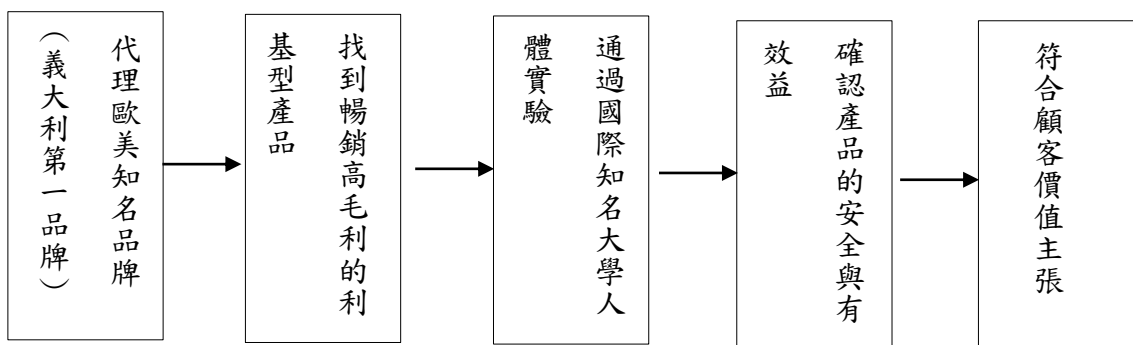 代理歐美知名品牌
（義大利第一品牌）
找到暢銷高毛利的利
基型產品
通過國際知名大學人
體實驗
確認產品的安全與有
效益
符合顧客價值主張